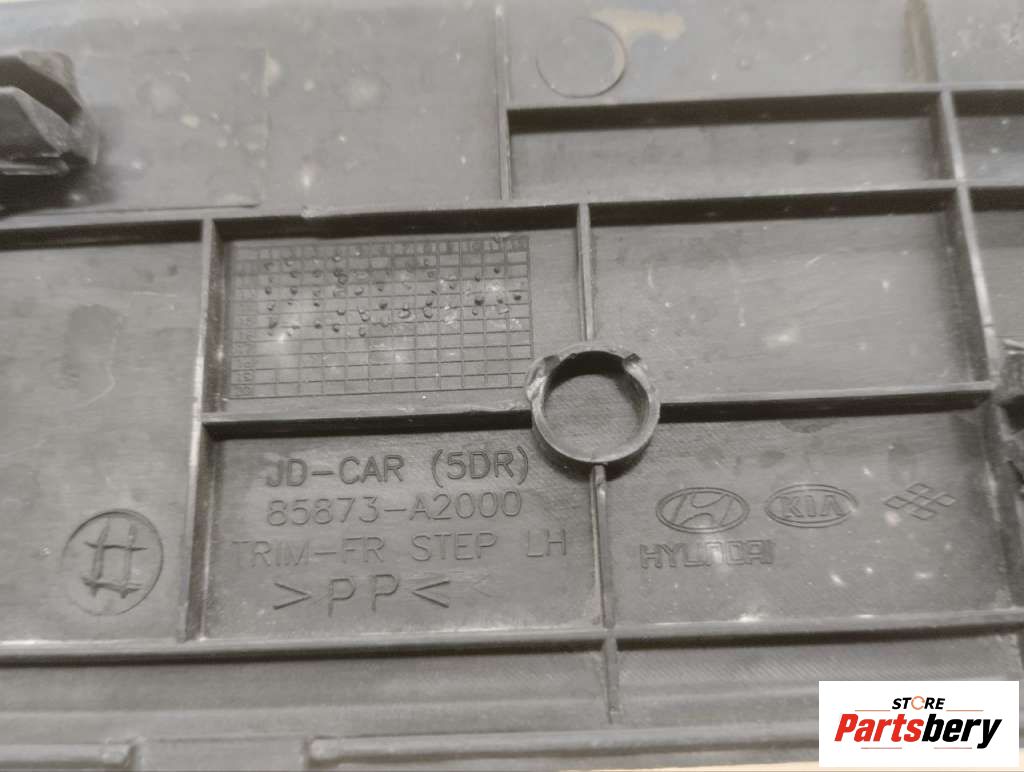 JD-CAR (5DR)
85873-A2000
TRIM-FR STEP LH
>PP<
KIA
HYUNDAI
STORE
Partsbery